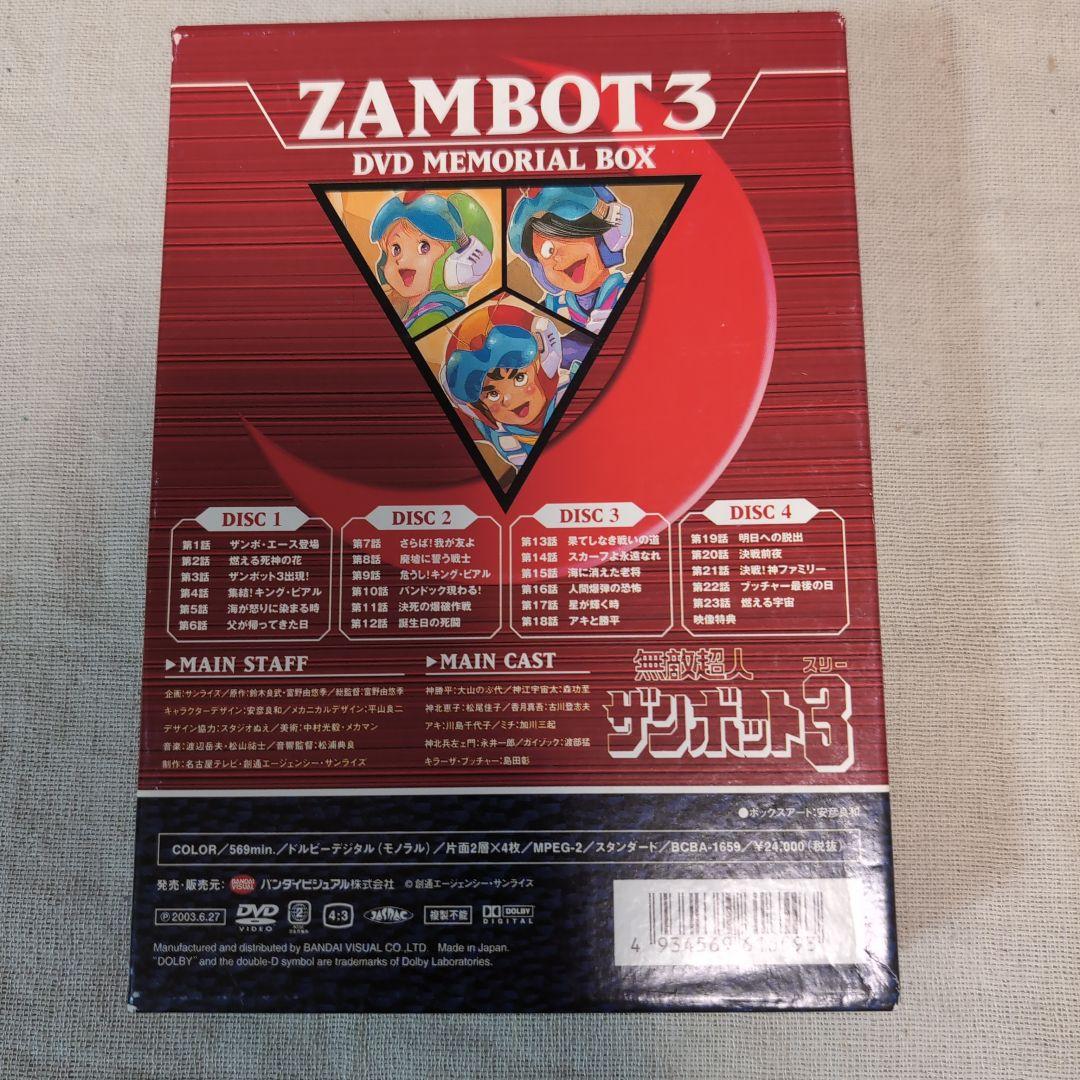 ZAMBOT 3
DVD MEMORIAL BOX
DISC 1
第1話 ザンボ・エース登場
第2話 燃える死神の花
第3話 ザンボット3出現!
第4話 集結!キング・ビアル
第5話 海が怒りに染まる時
第6話 父が帰ってきた日
DISC 2
第7話 さらば!我が友よ
第8話 廃墟に誓う戦士
第9話 危うし!キング・ビアル
第10話 バンドック現わる!
第11話 決死の爆破作戦
第12話 誕生日の死闘
DISC 3
第13話 果てしなき戦いの道
第14話 スカーフよ永遠なれ
第15話 海に消えた老将
第16話 人間爆弾の恐怖
第17話 星が輝く時
第18話 アキと勝平
DISC 4
第19話 明日への脱出
第20話 決戦前夜
第21話 決戦!神ファミリー
第22話 ブッチャー最後の日
第23話 燃える宇宙
映像特典
▶MAIN STAFF
企画:サンライズ/原作:鈴木良武・富野由悠季/総監督:富野由悠季
キャラクターデザイン:安彦良和/メカニカルデザイン:平山良二
デザイン協力:スタジオぬえ/美術:中村光毅・メカマン
音楽:渡辺岳夫・松山祐士/音響監督:松浦典良
制作:名古屋テレビ・創通エージェンシー・サンライズ
▶MAIN CAST
神勝平:大山のぶ代/神江宇宙太:森功至
神北恵子:松尾佳子/香月真吾:古川登志夫
アキ:川島千代子/ミチ:加川三起
神北兵左ェ門:永井一郎/ガイゾック:渡部猛
キラーザ・ブッチャー:島田彰
無敵超人
スリー
ザンボット3
●ボックスアート:安彦良和
COLOR/569min./ドルビーデジタル(モノラル)/片面2層×4枚/MPEG-2/スタンダード/BCBA-1659/¥24,000(税抜)
発売・販売元: BANDAI VISUAL バンダイビジュアル株式会社 ©創通エージェンシー・サンライズ
℗2003.6.27 DVD VIDEO 2 4:3 JASRAC 複製不能 DOLBY DIGITAL
Manufactured and distributed by BANDAI VISUAL CO.,LTD. Made in Japan.
"DOLBY" and the double-D symbol are trademarks of Dolby Laboratories.
4 934569